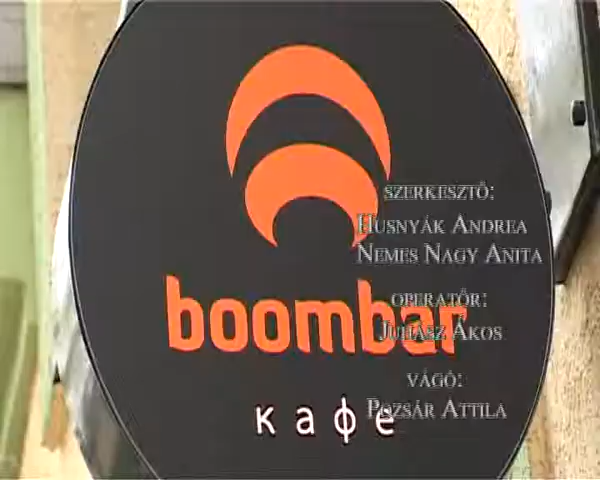 SZERKESZTŐ:
HUSNYÁK ANDREA
NEMES NAGY ANITA
OPERATŐR:
JUHÁSZ ÁKOS
VÁGÓ:
POZSÁR ATTILA
boombar
кафе